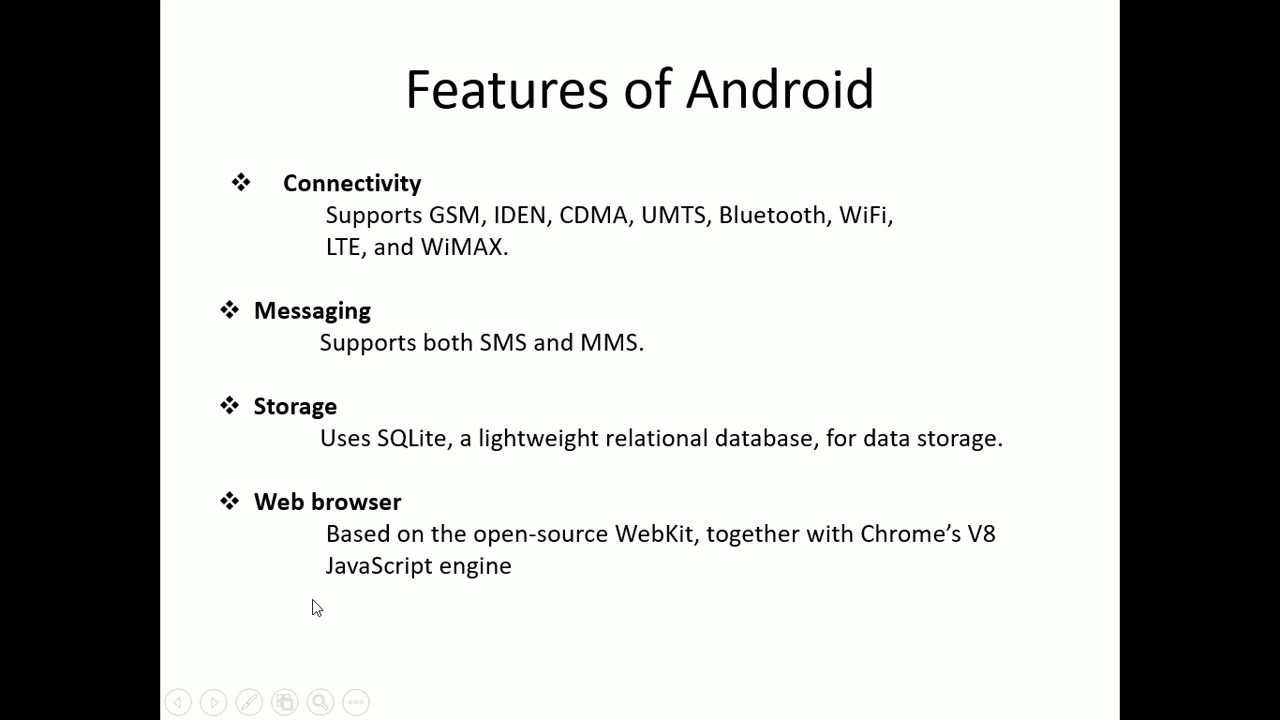 Features of Android
❖ Connectivity
Supports GSM, IDEN, CDMA, UMTS, Bluetooth, WiFi,
LTE, and WiMAX.
❖ Messaging
Supports both SMS and MMS.
❖ Storage
Uses SQLite, a lightweight relational database, for data storage.
❖ Web browser
Based on the open-source WebKit, together with Chrome’s V8
JavaScript engine